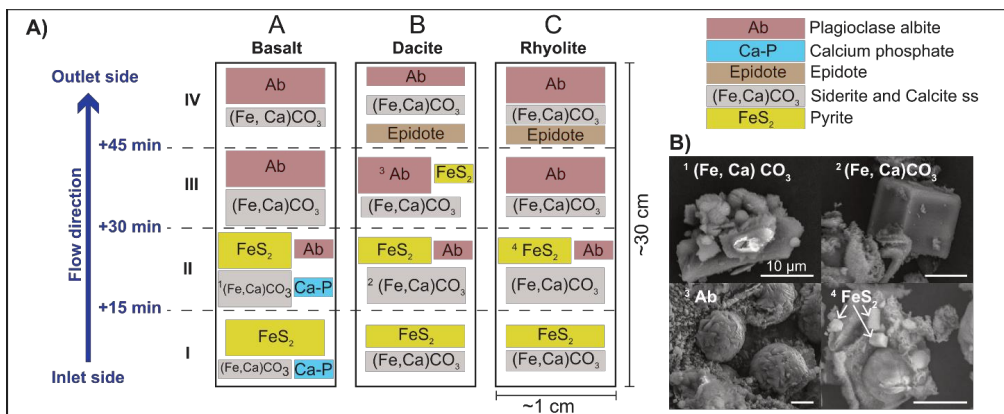 A)
A B C
Basalt Dacite Rhyolite
Outlet side
Flow direction
Inlet side
+45 min
+30 min
+15 min
IV
III
II
I
Ab
(Fe, Ca)CO3
Ab
(Fe,Ca)CO3
FeS2 Ab
1(Fe,Ca)CO3 Ca-P
FeS2
(Fe,Ca)CO3 Ca-P
Ab
(Fe,Ca)CO3
Epidote
3 Ab FeS2
(Fe,Ca)CO3
FeS2 Ab
2 (Fe,Ca)CO3
FeS2
(Fe,Ca)CO3
Ab
(Fe,Ca)CO3
Epidote
Ab
(Fe,Ca)CO3
4 FeS2 Ab
(Fe,Ca)CO3
FeS2
(Fe,Ca)CO3
~30 cm
~1 cm
Ab Plagioclase albite
Ca-P Calcium phosphate
Epidote Epidote
(Fe,Ca)CO3 Siderite and Calcite ss
FeS2 Pyrite
B)
1 (Fe, Ca) CO3
10 µm
2 (Fe,Ca)CO3
3 Ab
4 FeS2